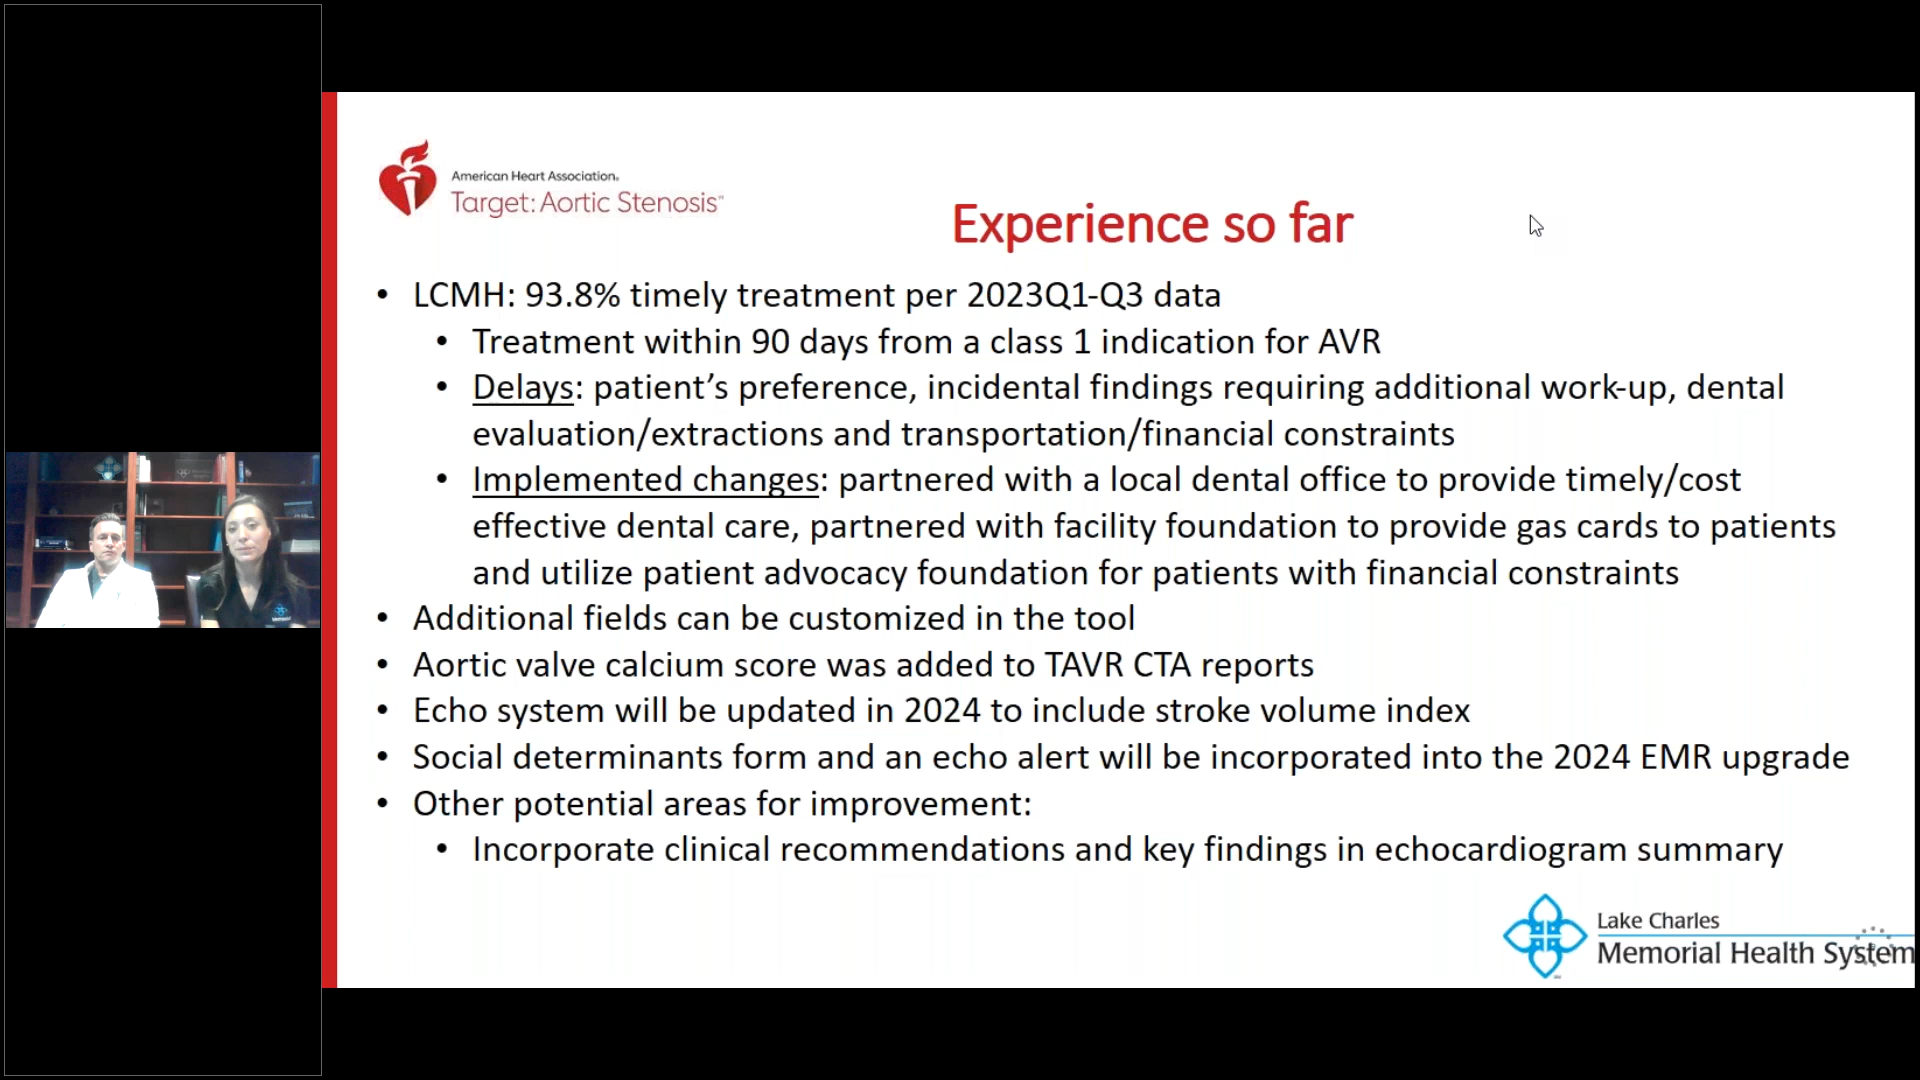 American Heart Association®
Target: Aortic Stenosis™
Experience so far
• LCMH: 93.8% timely treatment per 2023Q1-Q3 data
• Treatment within 90 days from a class 1 indication for AVR
• Delays: patient’s preference, incidental findings requiring additional work-up, dental
evaluation/extractions and transportation/financial constraints
• Implemented changes: partnered with a local dental office to provide timely/cost
effective dental care, partnered with facility foundation to provide gas cards to patients
and utilize patient advocacy foundation for patients with financial constraints
• Additional fields can be customized in the tool
• Aortic valve calcium score was added to TAVR CTA reports
• Echo system will be updated in 2024 to include stroke volume index
• Social determinants form and an echo alert will be incorporated into the 2024 EMR upgrade
• Other potential areas for improvement:
• Incorporate clinical recommendations and key findings in echocardiogram summary
Lake Charles
Memorial Health System